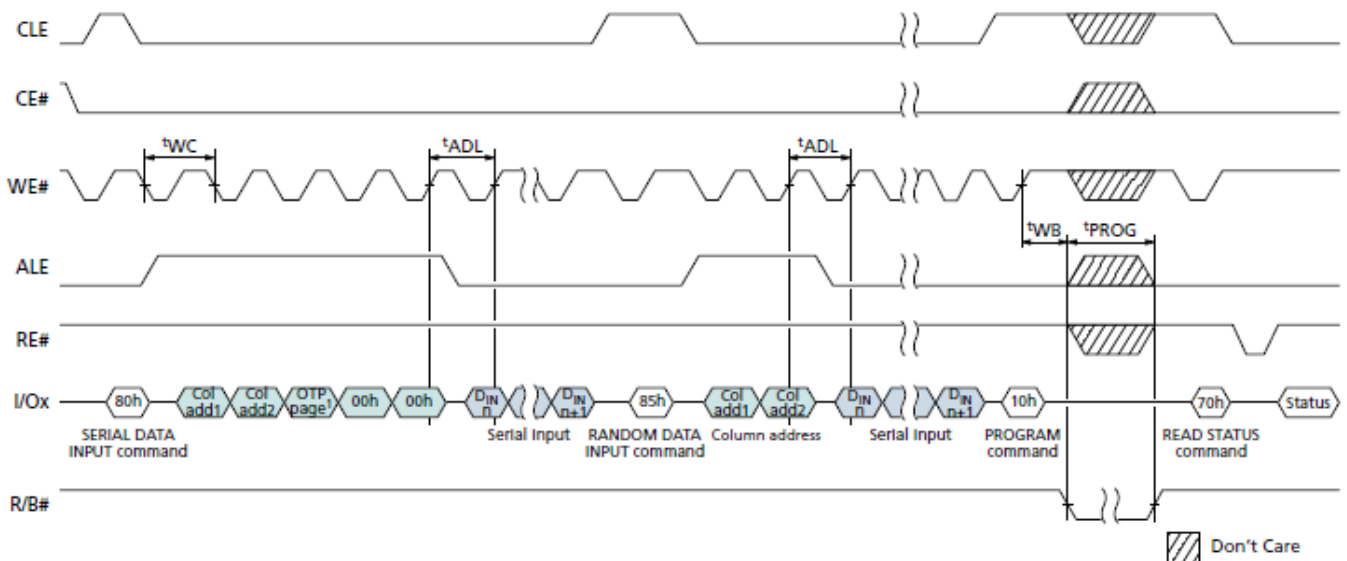 CLE
CE#
tWC
tADL
tADL
WE#
tWB
tPROG
ALE
RE#
I/Ox
80h
Col add1
Col add2
OTP page1
00h
00h
DIN n
DIN n+1
85h
Col add1
Col add2
DIN n
DIN n+1
10h
70h
Status
SERIAL DATA
INPUT command
Serial input
RANDOM DATA
INPUT command
Column address
Serial input
PROGRAM
command
READ STATUS
command
R/B#
Don't Care